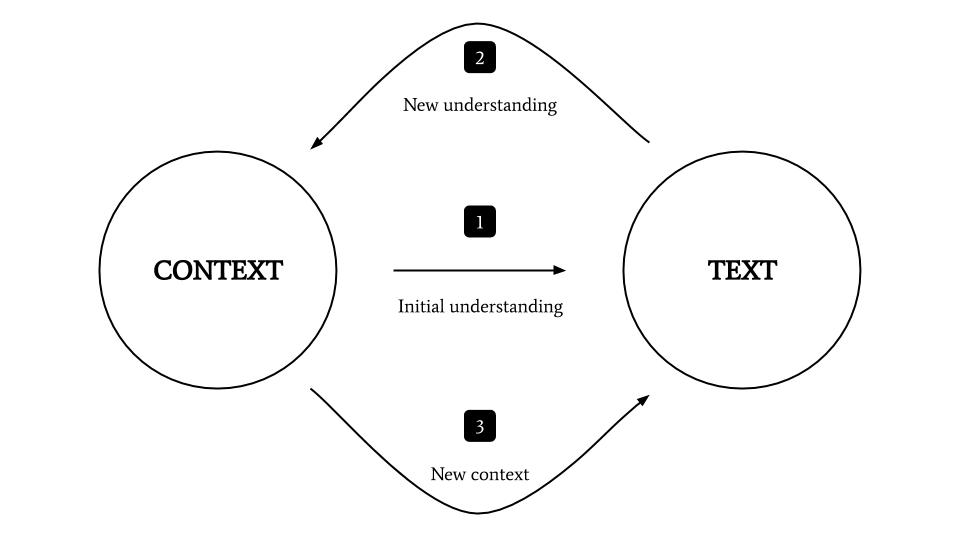 2
New understanding
1
CONTEXT
TEXT
Initial understanding
3
New context